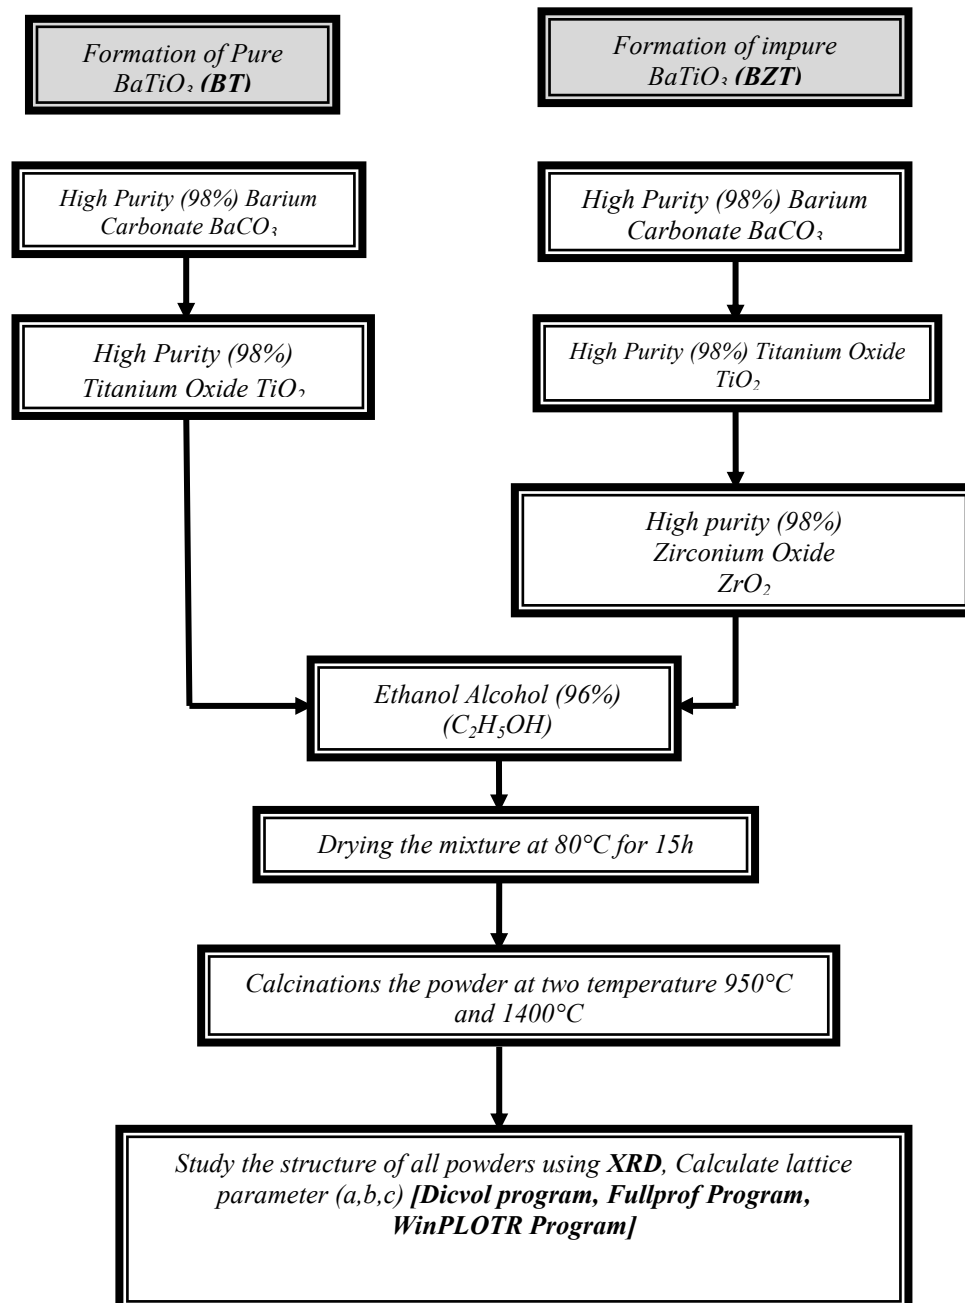 Formation of Pure
BaTiO₃ (BT)
Formation of impure
BaTiO₃ (BZT)
High Purity (98%) Barium
Carbonate BaCO₃
High Purity (98%) Barium
Carbonate BaCO₃
High Purity (98%)
Titanium Oxide TiO₂
High Purity (98%) Titanium Oxide
TiO₂
High purity (98%)
Zirconium Oxide
ZrO₂
Ethanol Alcohol (96%)
(C₂H₅OH)
Drying the mixture at 80°C for 15h
Calcinations the powder at two temperature 950°C
and 1400°C
Study the structure of all powders using XRD, Calculate lattice
parameter (a,b,c) [Dicvol program, Fullprof Program,
WinPLOTR Program]